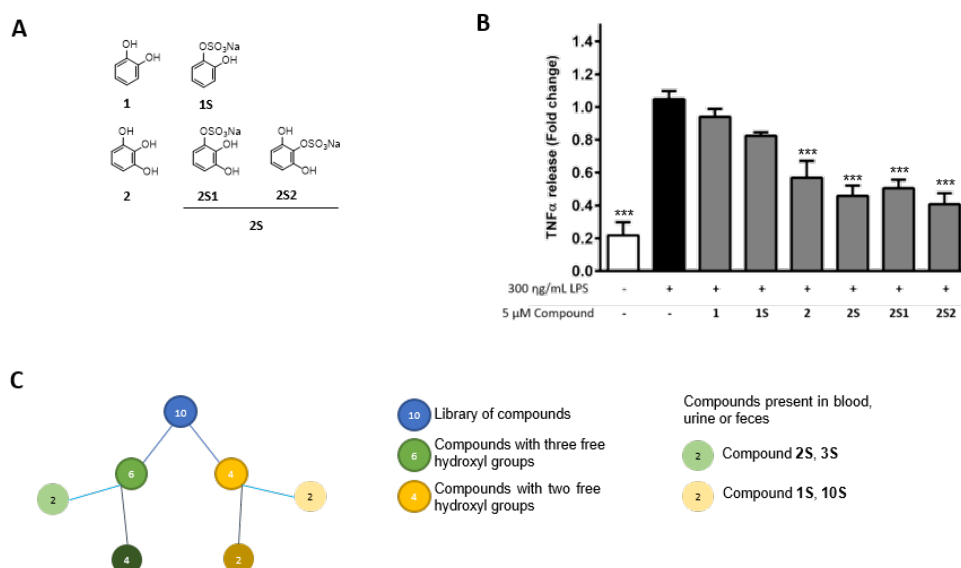 A
OH
OH
1
OSO₃Na
OH
1S
OH
OH
OH
2
OSO₃Na
OH
OH
2S1
OH
OSO₃Na
OH
2S2
2S
B
TNFα release (Fold change)
1.4
1.2
1.0
0.8
0.6
0.4
0.2
0.0
*** *** *** *** ***
300 ηg/mL LPS - + + + + + + +
5 µM Compound - - 1 1S 2 2S 2S1 2S2
C
10
6
4
2
2
4
2
10 Library of compounds
6 Compounds with three free
hydroxyl groups
4 Compounds with two free
hydroxyl groups
Compounds present in blood,
urine or feces
2 Compound 2S, 3S
2 Compound 1S, 10S